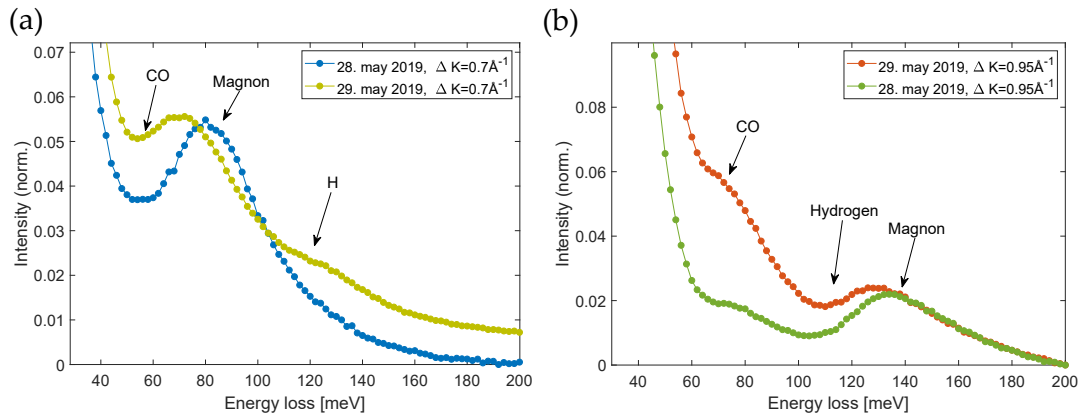 (a)
0.07
0.06
0.05
0.04
0.03
0.02
0.01
0
Intensity (norm.)
28. may 2019, Δ K=0.7Å⁻¹
29. may 2019, Δ K=0.7Å⁻¹
CO
Magnon
H
40 60 80 100 120 140 160 180 200
Energy loss [meV]
(b)
0.08
0.06
0.04
0.02
0
Intensity (norm.)
29. may 2019, Δ K=0.95Å⁻¹
28. may 2019, Δ K=0.95Å⁻¹
CO
Hydrogen
Magnon
40 60 80 100 120 140 160 180 200
Energy loss [meV]